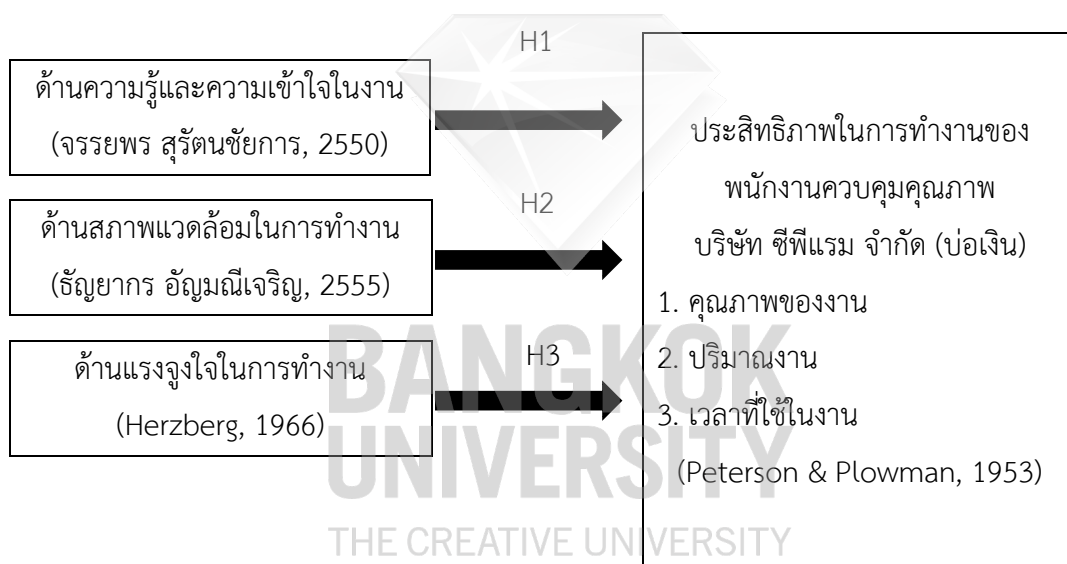 H1
ด้านความรู้และความเข้าใจในงาน
(จรรยพร สุรัตนชัยการ, 2550)
H2
ด้านสภาพแวดล้อมในการทำงาน
(ธัญยากร อัญมณีเจริญ, 2555)
H3
ด้านแรงจูงใจในการทำงาน
(Herzberg, 1966)
ประสิทธิภาพในการทำงานของ
พนักงานควบคุมคุณภาพ
บริษัท ซีพีแรม จำกัด (บ่อเงิน)
1. คุณภาพของงาน
2. ปริมาณงาน
3. เวลาที่ใช้ในงาน
(Peterson & Plowman, 1953)
BANGKOK
UNIVERSITY
THE CREATIVE UNIVERSITY